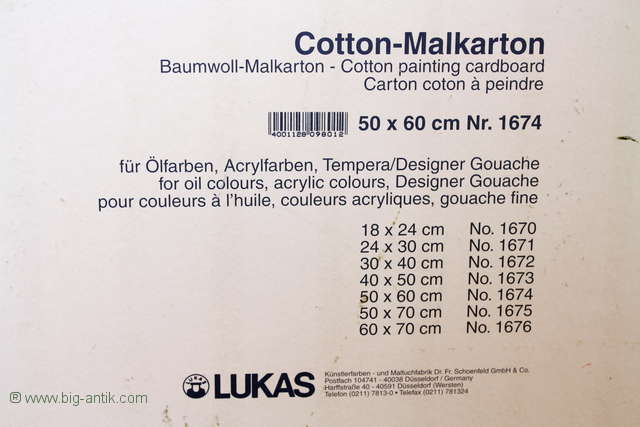 Cotton-Malkarton
Baumwoll-Malkarton - Cotton painting cardboard
Carton coton à peindre
4001128098012
50 x 60 cm Nr. 1674
für Ölfarben, Acrylfarben, Tempera/Designer Gouache
for oil colours, acrylic colours, Designer Gouache
pour couleurs à l'huile, couleurs acryliques, gouache fine
18 x 24 cm No. 1670
24 x 30 cm No. 1671
30 x 40 cm No. 1672
40 x 50 cm No. 1673
50 x 60 cm No. 1674
50 x 70 cm No. 1675
60 x 70 cm No. 1676
LUKAS
LUKAS
Künstlerfarben - und Maltuchfabrik Dr. Fr. Schoenfeld GmbH & Co.
Postfach 104741 - 40038 Düsseldorf / Germany
Harffstraße 40 - 40591 Düsseldorf (Wersten)
Telefon (0211) 7813-0 • Telefax (0211) 781324
® www.big-antik.com